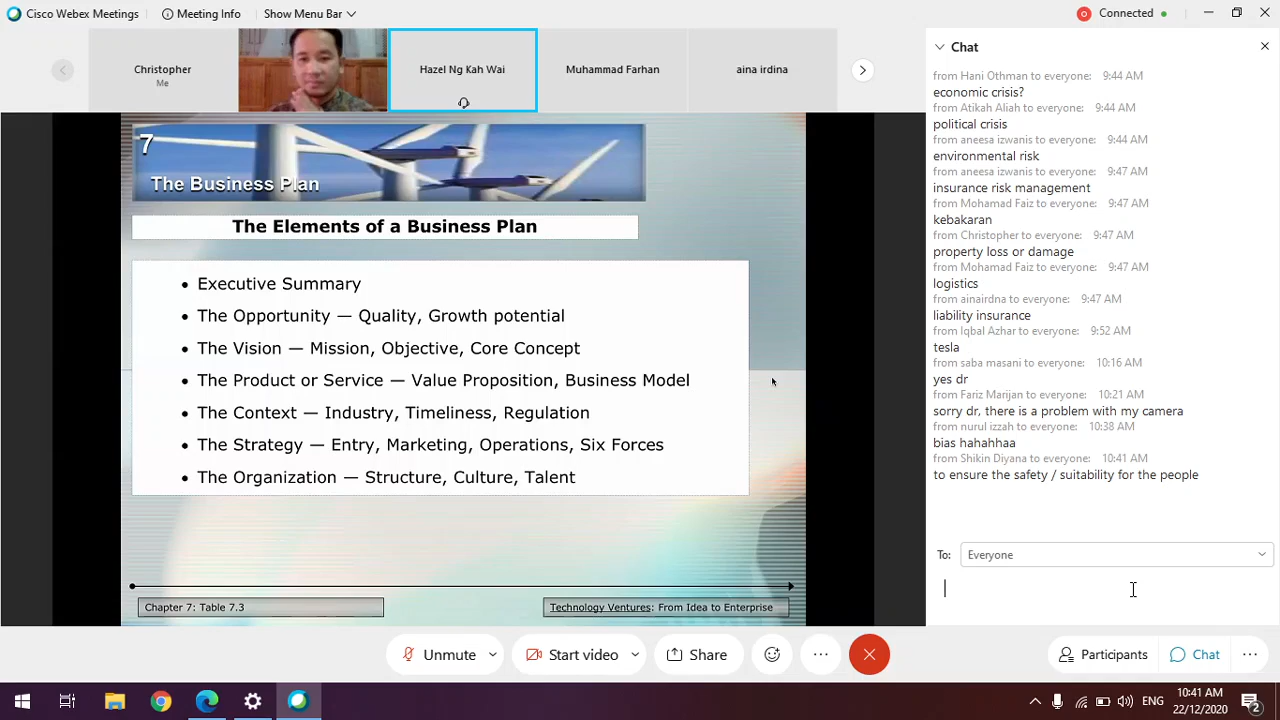 Cisco Webex Meetings
Meeting Info
Show Menu Bar
Connected
Christopher
Me
Hazel Ng Kah Wai
Muhammad Farhan
aina irdina
7
The Business Plan
The Elements of a Business Plan
• Executive Summary
• The Opportunity — Quality, Growth potential
• The Vision — Mission, Objective, Core Concept
• The Product or Service — Value Proposition, Business Model
• The Context — Industry, Timeliness, Regulation
• The Strategy — Entry, Marketing, Operations, Six Forces
• The Organization — Structure, Culture, Talent
Chapter 7: Table 7.3
Technology Ventures: From Idea to Enterprise
Chat
from Hani Othman to everyone: 9:44 AM
economic crisis?
from Atikah Aliah to everyone: 9:44 AM
political crisis
from aneesa izwanis to everyone: 9:44 AM
environmental risk
from aneesa izwanis to everyone: 9:47 AM
insurance risk management
from Mohamad Faiz to everyone: 9:47 AM
kebakaran
from Christopher to everyone: 9:47 AM
property loss or damage
from Mohamad Faiz to everyone: 9:47 AM
logistics
from ainairdna to everyone: 9:47 AM
liability insurance
from Iqbal Azhar to everyone: 9:52 AM
tesla
from saba masani to everyone: 10:16 AM
yes dr
from Fariz Marijan to everyone: 10:21 AM
sorry dr, there is a problem with my camera
from nurul izzah to everyone: 10:38 AM
bias hahahhaa
from Shikin Diyana to everyone: 10:41 AM
to ensure the safety / suitability for the people
To: Everyone
Unmute
Start video
Share
Participants
Chat
ENG
10:41 AM
22/12/2020
2